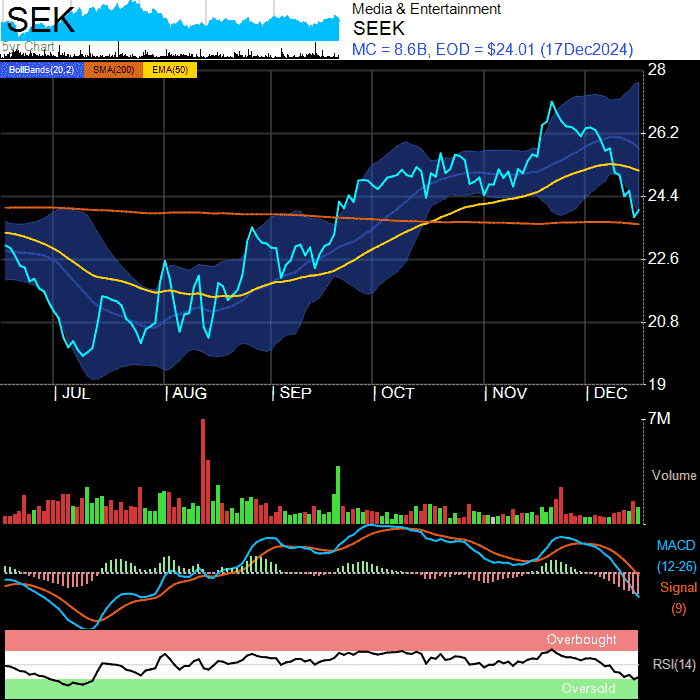 SEK
5yr Chart
Media & Entertainment
SEEK
MC = 8.6B, EOD = $24.01 (17Dec2024)
BollBands(20,2) SMA(200) EMA(50)
28
26.2
24.4
22.6
20.8
19
JUL AUG SEP OCT NOV DEC
7M
Volume
MACD
(12-26)
Signal
(9)
Overbought
RSI(14)
Oversold